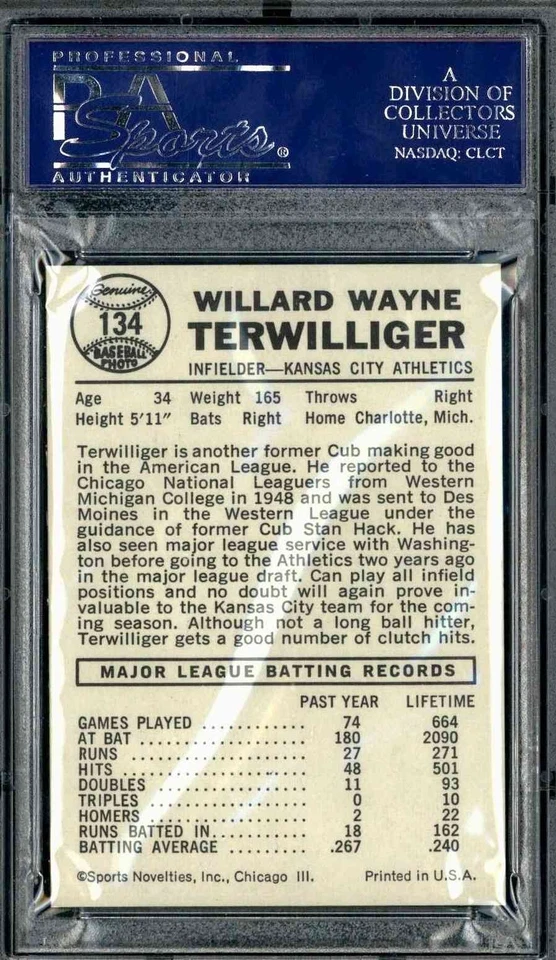 PROFESSIONAL
PSA
Sports®
AUTHENTICATOR
A
DIVISION OF
COLLECTORS
UNIVERSE
NASDAQ: CLCT
Genuine
134
BASEBALL
PHOTO
WILLARD WAYNE
TERWILLIGER
INFIELDER—KANSAS CITY ATHLETICS
Age 34 Weight 165 Throws Right
Height 5'11" Bats Right Home Charlotte, Mich.
Terwilliger is another former Cub making good
in the American League. He reported to the
Chicago National Leaguers from Western
Michigan College in 1948 and was sent to Des
Moines in the Western League under the
guidance of former Cub Stan Hack. He has
also seen major league service with Washing-
ton before going to the Athletics two years ago
in the major league draft. Can play all infield
positions and no doubt will again prove in-
valuable to the Kansas City team for the com-
ing season. Although not a long ball hitter,
Terwilliger gets a good number of clutch hits.
MAJOR LEAGUE BATTING RECORDS
PAST YEAR LIFETIME
GAMES PLAYED ............ 74 664
AT BAT .................... 180 2090
RUNS ..................... 27 271
HITS ...................... 48 501
DOUBLES ................. 11 93
TRIPLES .................. 0 10
HOMERS .................. 2 22
RUNS BATTED IN.......... 18 162
BATTING AVERAGE ......... .267 .240
©Sports Novelties, Inc., Chicago Ill. Printed in U.S.A.